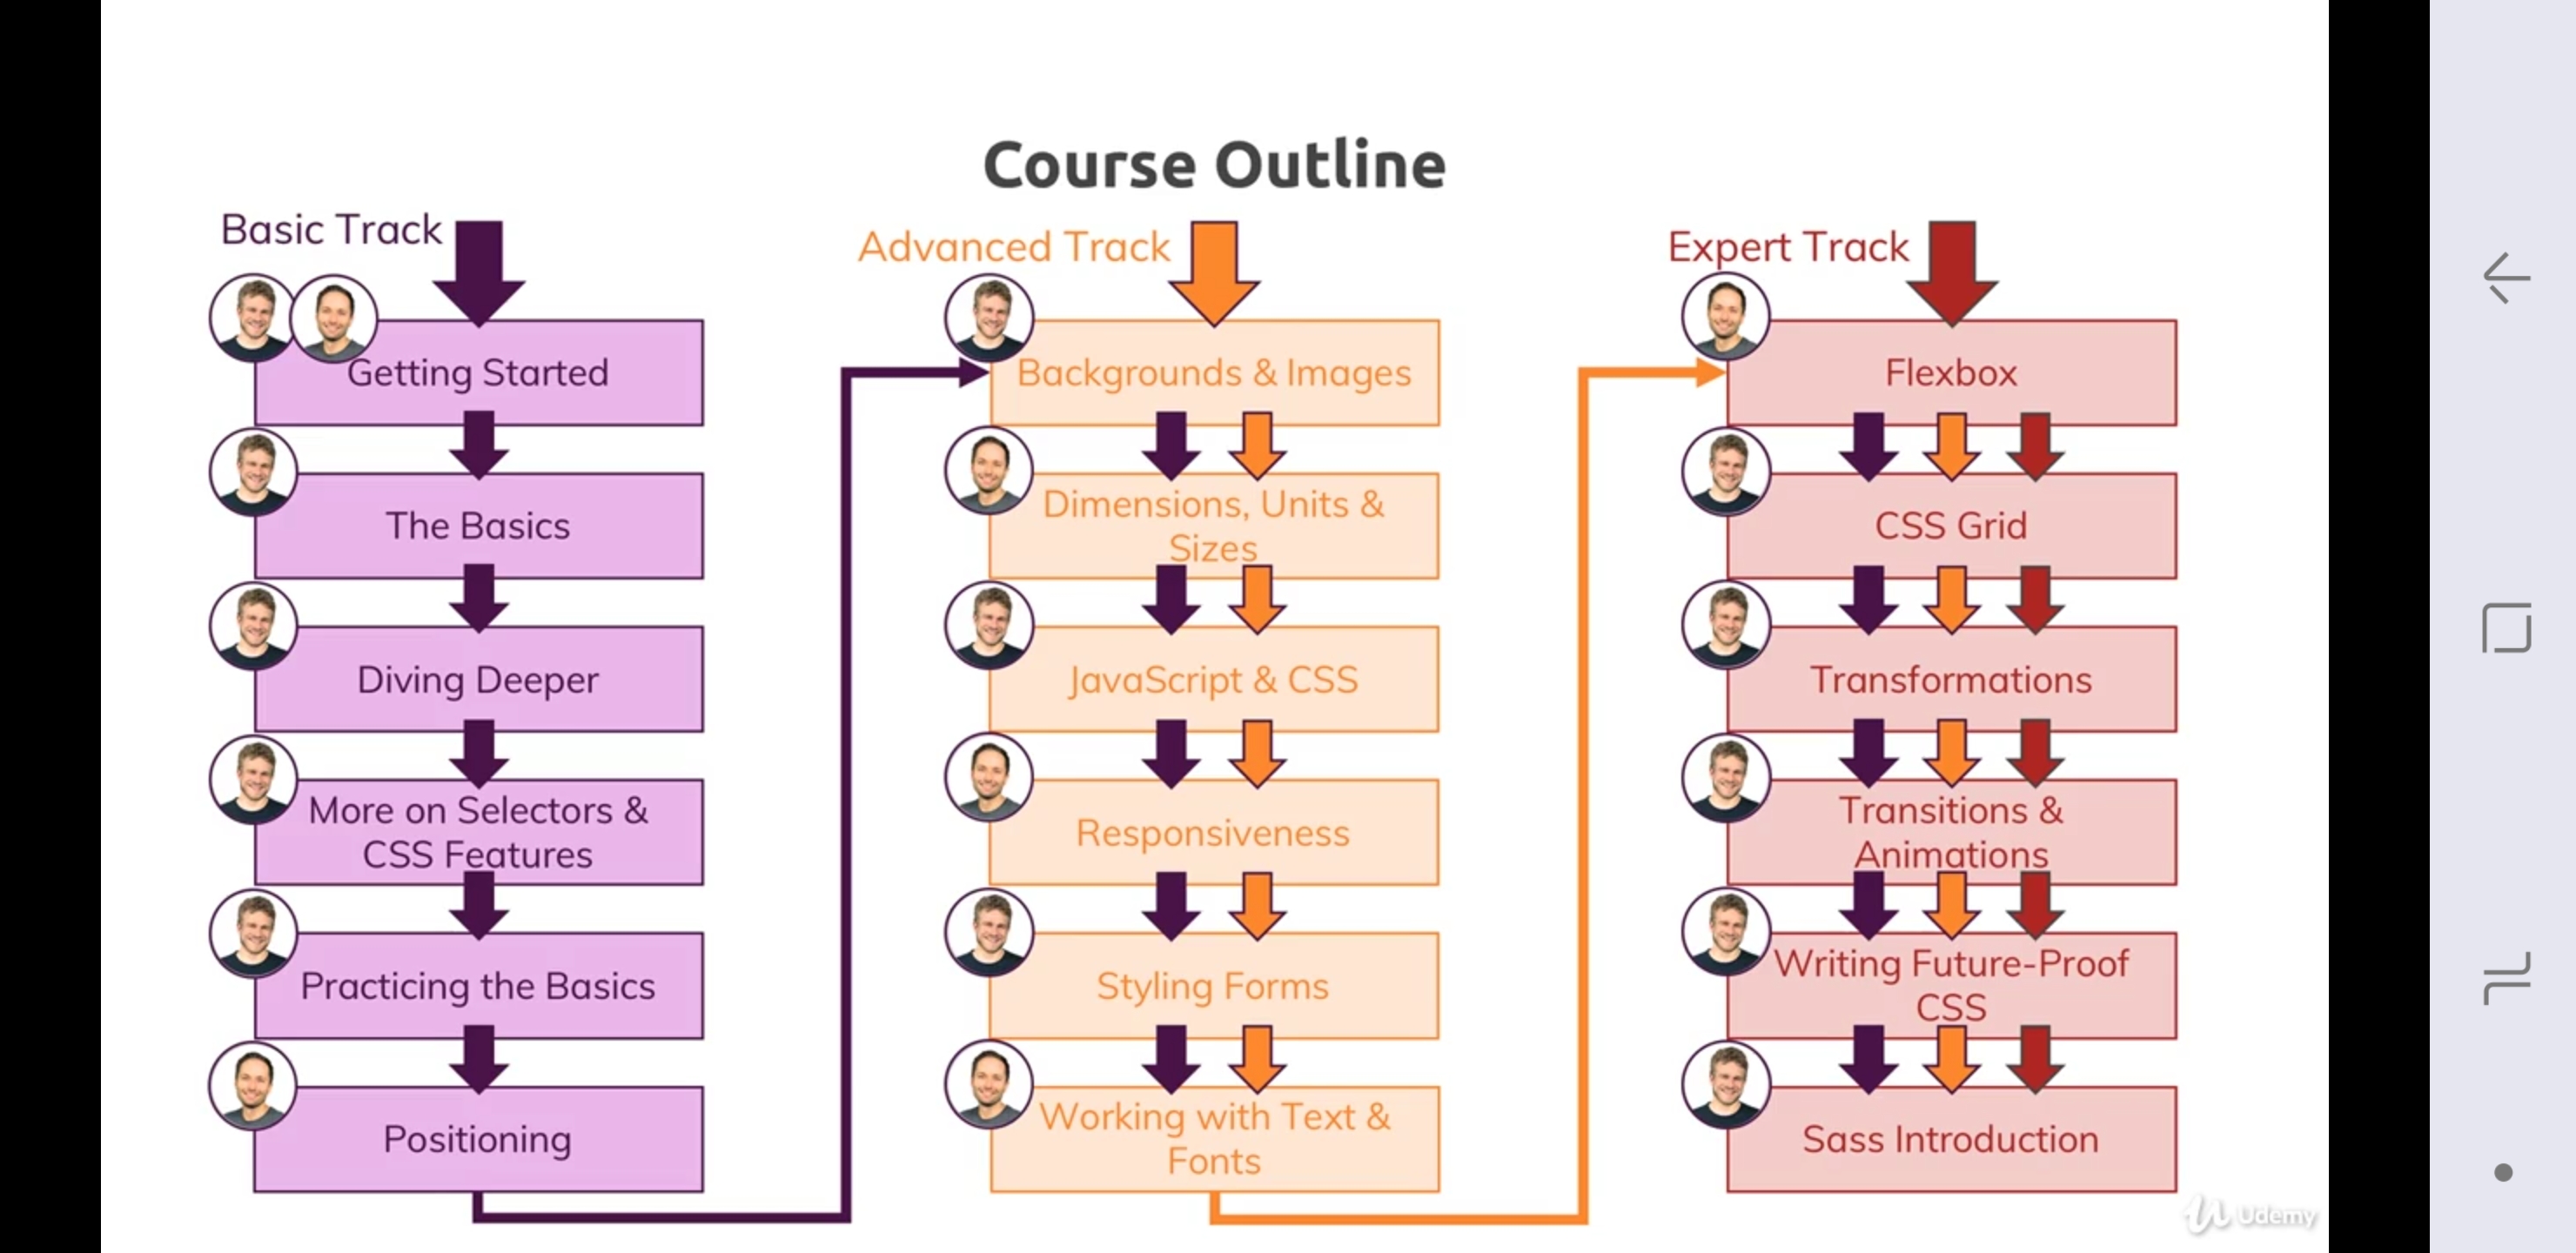 Course Outline
Basic Track
Getting Started
The Basics
Diving Deeper
More on Selectors &
CSS Features
Practicing the Basics
Positioning
Advanced Track
Backgrounds & Images
Dimensions, Units &
Sizes
JavaScript & CSS
Responsiveness
Styling Forms
Working with Text &
Fonts
Expert Track
Flexbox
CSS Grid
Transformations
Transitions &
Animations
Writing Future-Proof
CSS
Sass Introduction
Udemy